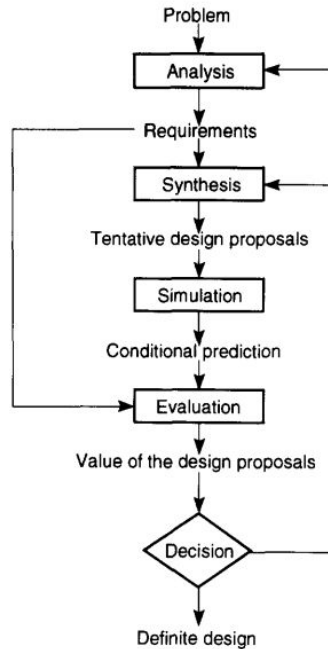 Problem
Analysis
Requirements
Synthesis
Tentative design proposals
Simulation
Conditional prediction
Evaluation
Value of the design proposals
Decision
Definite design